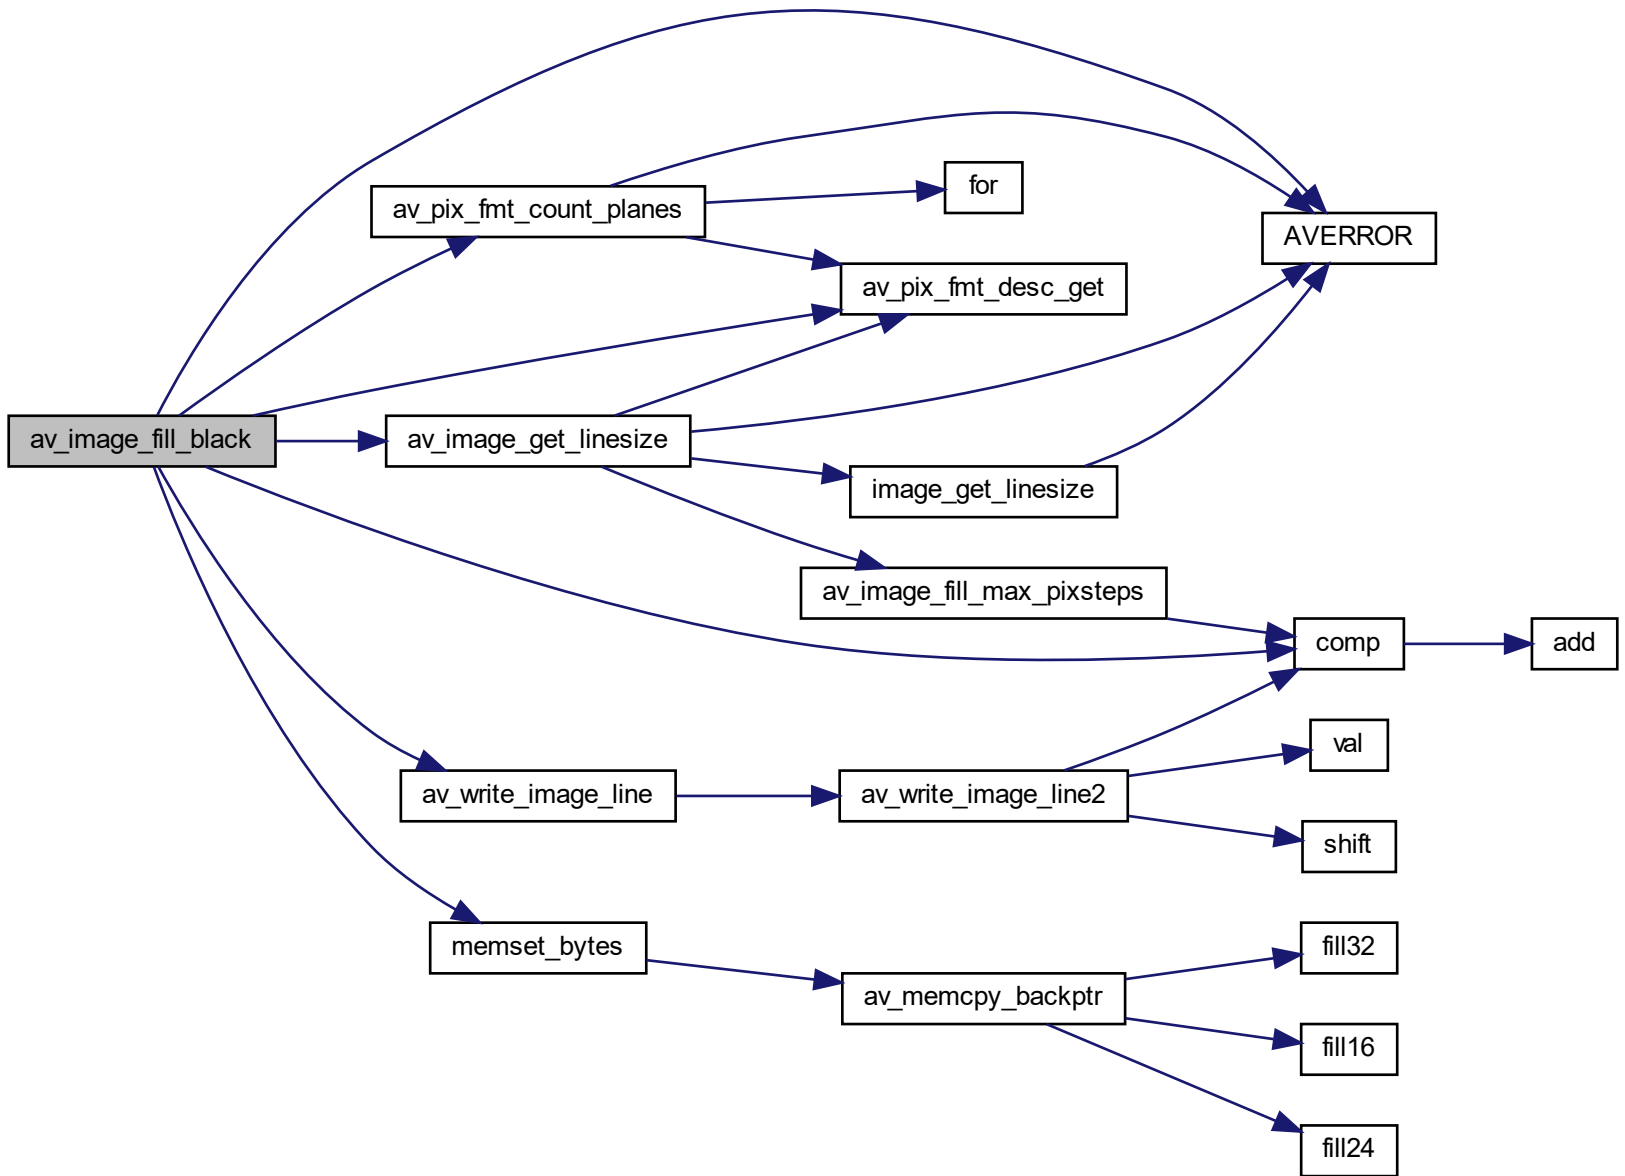 av_image_fill_black
av_pix_fmt_count_planes
for
AVERROR
av_pix_fmt_desc_get
av_image_get_linesize
image_get_linesize
av_image_fill_max_pixsteps
comp
add
val
av_write_image_line
av_write_image_line2
shift
memset_bytes
fill32
av_memcpy_backptr
fill16
fill24